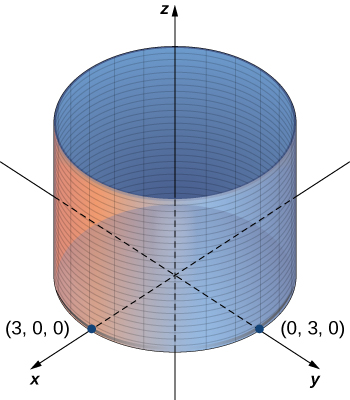 z
(3, 0, 0)
(0, 3, 0)
x
y